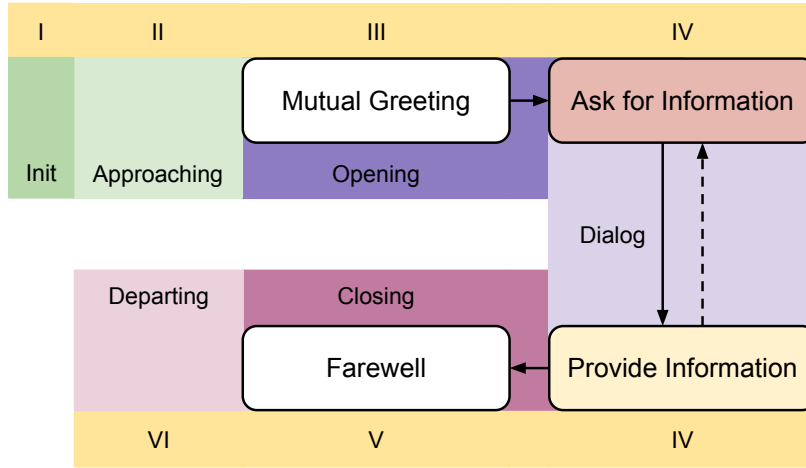 I II III IV
Mutual Greeting Ask for Information
Init Approaching Opening
Dialog
Departing Closing
Farewell Provide Information
VI V IV